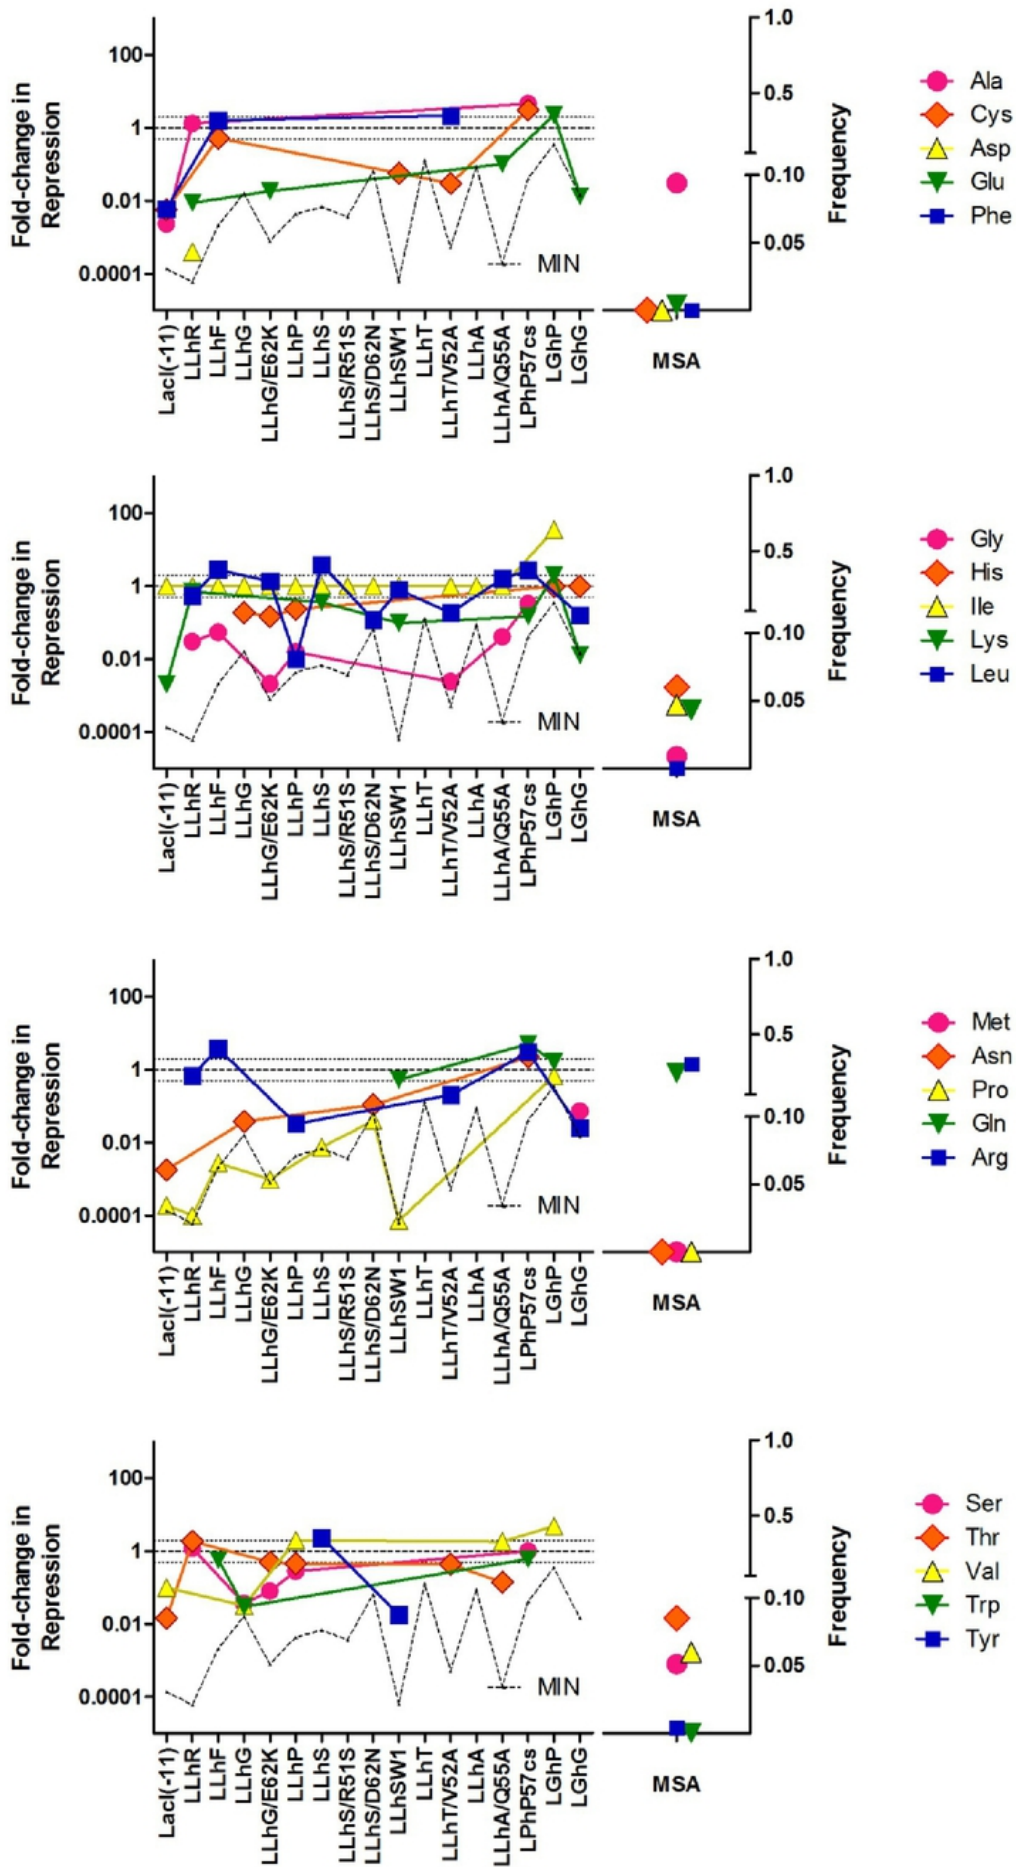 Fold-change in
Repression
100
1
0.01
0.0001
MIN
LacI(-11)
LLhR
LLhF
LLhG
LLhG/E62K
LLhP
LLhS
LLhS/R51S
LLhS/D62N
LLhSW1
LLhT
LLhT/V52A
LLhA
LLhA/Q55A
LPhP57cs
LGhP
LGhG
MSA
1.0
0.5
0.10
0.05
Frequency
Ala
Cys
Asp
Glu
Phe
Fold-change in
Repression
100
1
0.01
0.0001
MIN
LacI(-11)
LLhR
LLhF
LLhG
LLhG/E62K
LLhP
LLhS
LLhS/R51S
LLhS/D62N
LLhSW1
LLhT
LLhT/V52A
LLhA
LLhA/Q55A
LPhP57cs
LGhP
LGhG
MSA
1.0
0.5
0.10
0.05
Frequency
Gly
His
Ile
Lys
Leu
Fold-change in
Repression
100
1
0.01
0.0001
MIN
LacI(-11)
LLhR
LLhF
LLhG
LLhG/E62K
LLhP
LLhS
LLhS/R51S
LLhS/D62N
LLhSW1
LLhT
LLhT/V52A
LLhA
LLhA/Q55A
LPhP57cs
LGhP
LGhG
MSA
1.0
0.5
0.10
0.05
Frequency
Met
Asn
Pro
Gln
Arg
Fold-change in
Repression
100
1
0.01
0.0001
MIN
LacI(-11)
LLhR
LLhF
LLhG
LLhG/E62K
LLhP
LLhS
LLhS/R51S
LLhS/D62N
LLhSW1
LLhT
LLhT/V52A
LLhA
LLhA/Q55A
LPhP57cs
LGhP
LGhG
MSA
1.0
0.5
0.10
0.05
Frequency
Ser
Thr
Val
Trp
Tyr